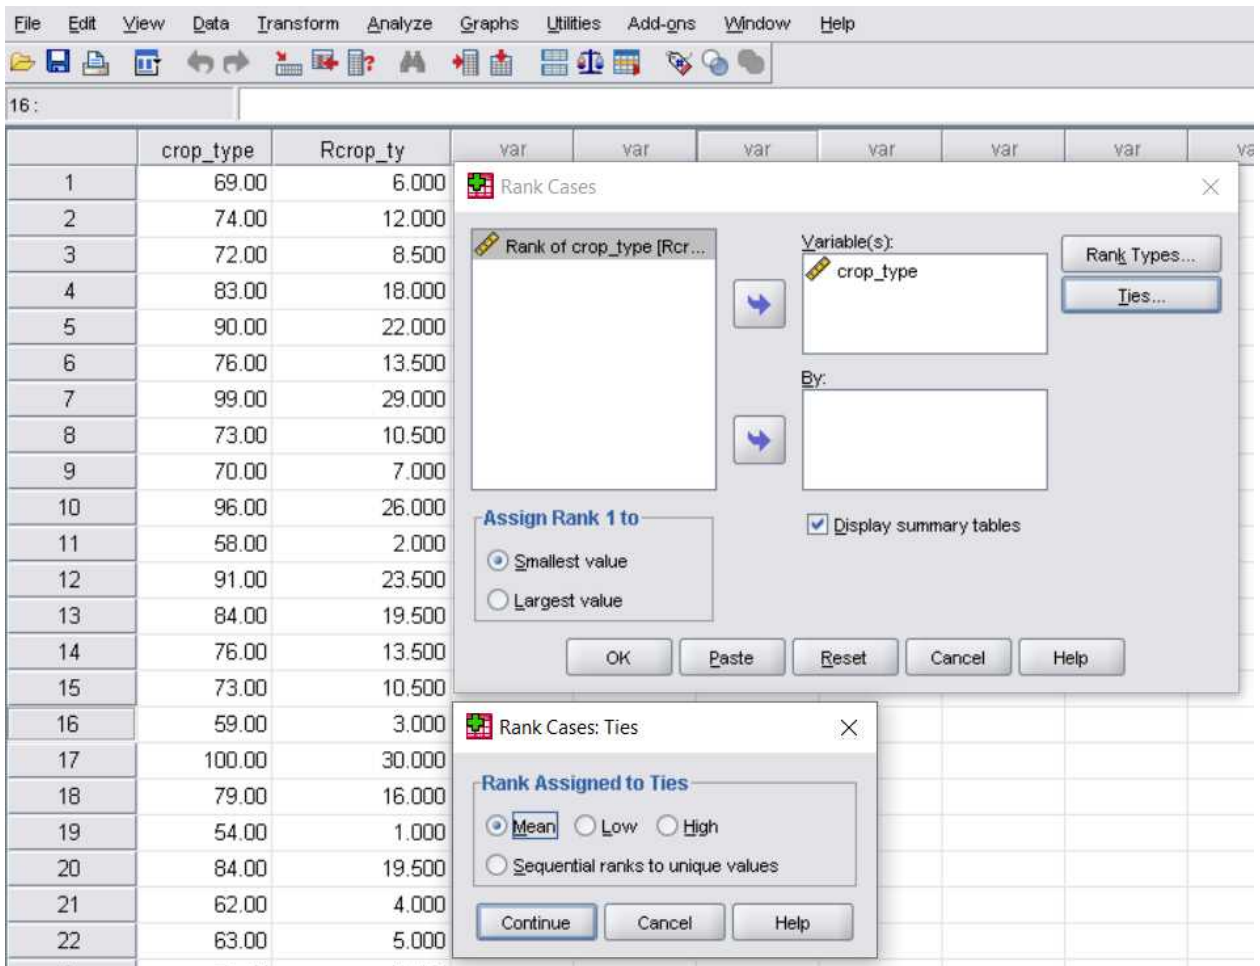 File Edit View Data Transform Analyze Graphs Utilities Add-ons Window Help
16 :
crop_type Rcrop_ty var var var var var var va
1 69.00 6.000
2 74.00 12.000
3 72.00 8.500
4 83.00 18.000
5 90.00 22.000
6 76.00 13.500
7 99.00 29.000
8 73.00 10.500
9 70.00 7.000
10 96.00 26.000
11 58.00 2.000
12 91.00 23.500
13 84.00 19.500
14 76.00 13.500
15 73.00 10.500
16 59.00 3.000
17 100.00 30.000
18 79.00 16.000
19 54.00 1.000
20 84.00 19.500
21 62.00 4.000
22 63.00 5.000
Rank Cases
Rank of crop_type [Rcr...
Variable(s):
crop_type
Rank Types...
Ties...
By:
Assign Rank 1 to
Smallest value
Largest value
Display summary tables
OK Paste Reset Cancel Help
Rank Cases: Ties
Rank Assigned to Ties
Mean Low High
Sequential ranks to unique values
Continue Cancel Help